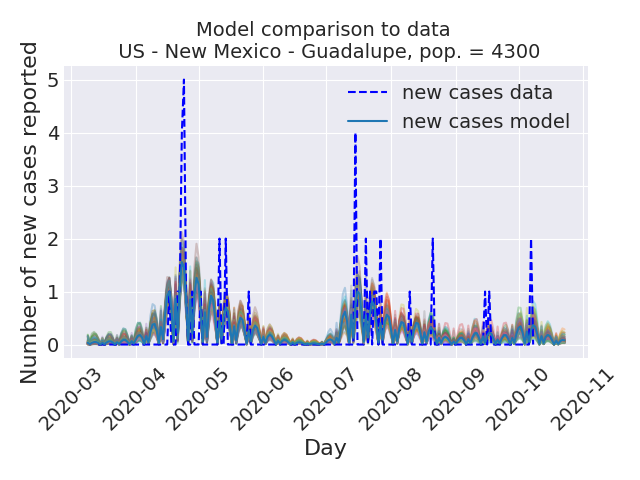 Model comparison to data
US - New Mexico - Guadalupe, pop. = 4300
Number of new cases reported
5
4
3
2
1
0
new cases data
new cases model
2020-03
2020-04
2020-05
2020-06
2020-07
2020-08
2020-09
2020-10
2020-11
Day